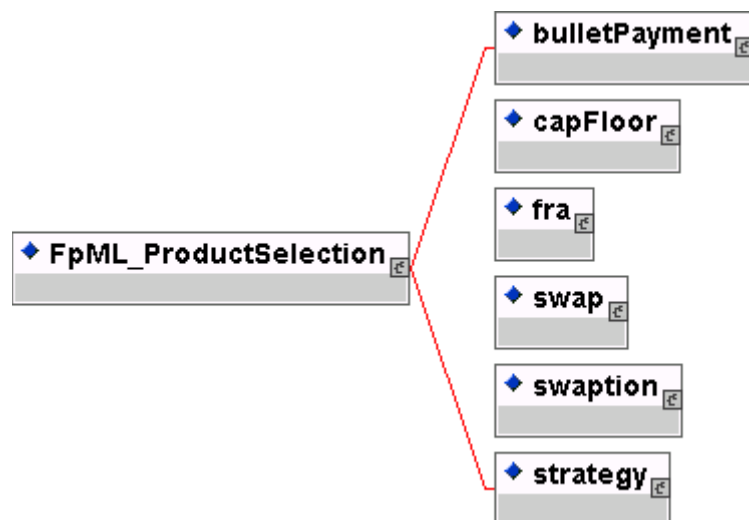 bulletPayment
capFloor
fra
FpML_ProductSelection
swap
swaption
strategy